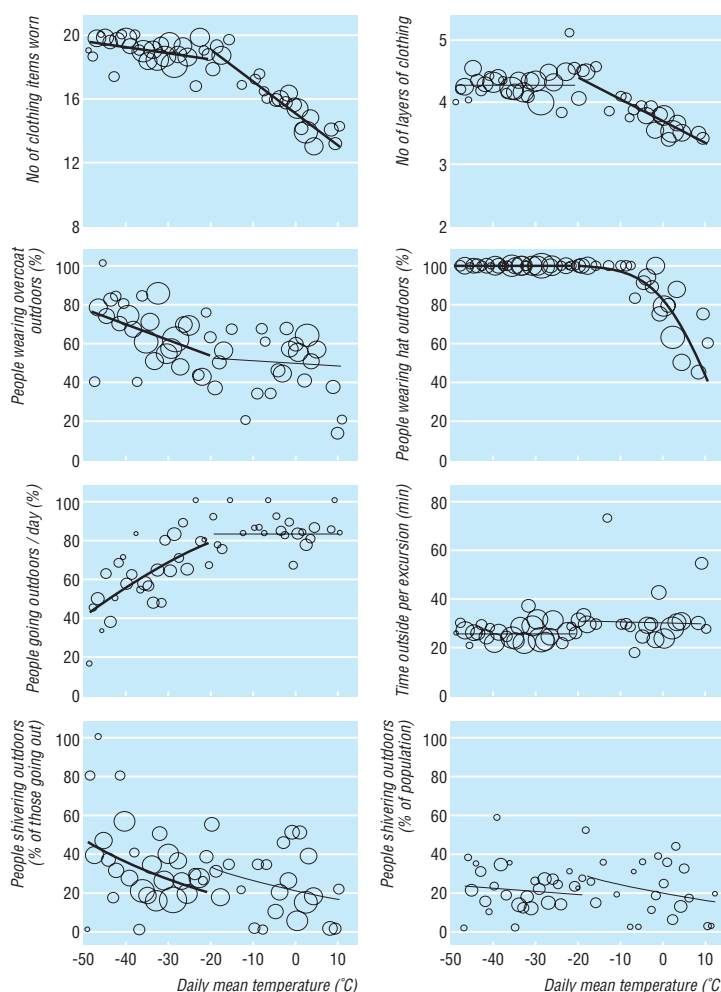 20
16
12
8
No of clothing items worn
5
4
3
2
No of layers of clothing
100
80
60
40
20
0
People wearing overcoat
outdoors (%)
100
80
60
40
20
0
People wearing hat outdoors (%)
100
80
60
40
20
0
People going outdoors / day (%)
80
60
40
20
0
Time outside per excursion (min)
100
80
60
40
20
0
People shivering outdoors
(% of those going out)
-50 -40 -30 -20 -10 0 10
Daily mean temperature (°C)
100
80
60
40
20
0
People shivering outdoors
(% of population)
-50 -40 -30 -20 -10 0 10
Daily mean temperature (°C)